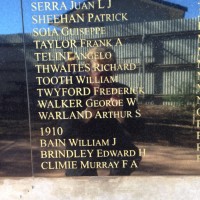 SERRA JUAN L J
SHEEHAN PATRICK
SOIA GUISEPPE
TAYLOR FRANK A
TELINI ANGELO
THWAITES RICHARD
TOOTH WILLIAM
TWYFORD FREDERICK
WALKER GEORGE W
WARLAND ARTHUR S
1910
BAIN WILLIAM J
BRINDLEY EDWARD H
CLIMIE MURRAY F A